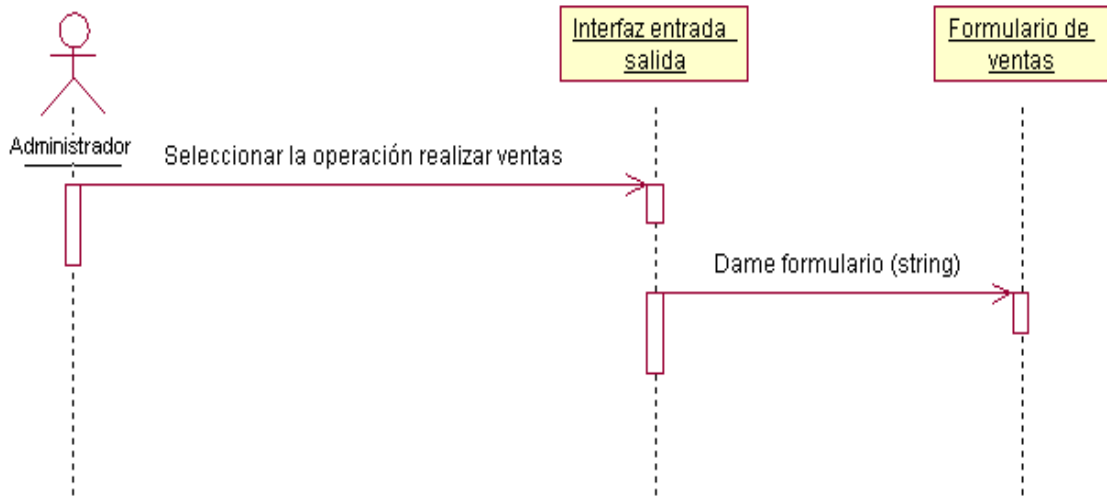 Interfaz entrada
salida
Formulario de
ventas
Administrador
Seleccionar la operación realizar ventas
Dame formulario (string)